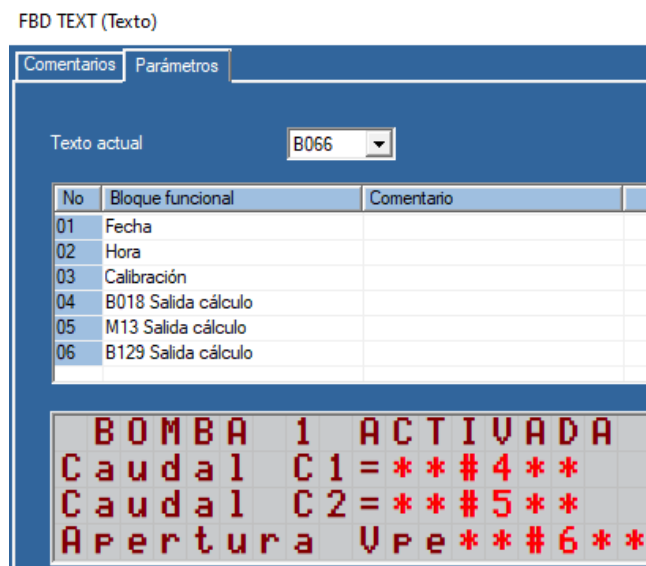 FBD TEXT (Texto)
Comentarios Parámetros
Texto actual B066
No Bloque funcional Comentario
01 Fecha
02 Hora
03 Calibración
04 B018 Salida cálculo
05 M13 Salida cálculo
06 B129 Salida cálculo
BOMBA 1 ACTIVADA
Caudal C1=**#4**
Caudal C2=**#5**
Apertura Vpe**#6**